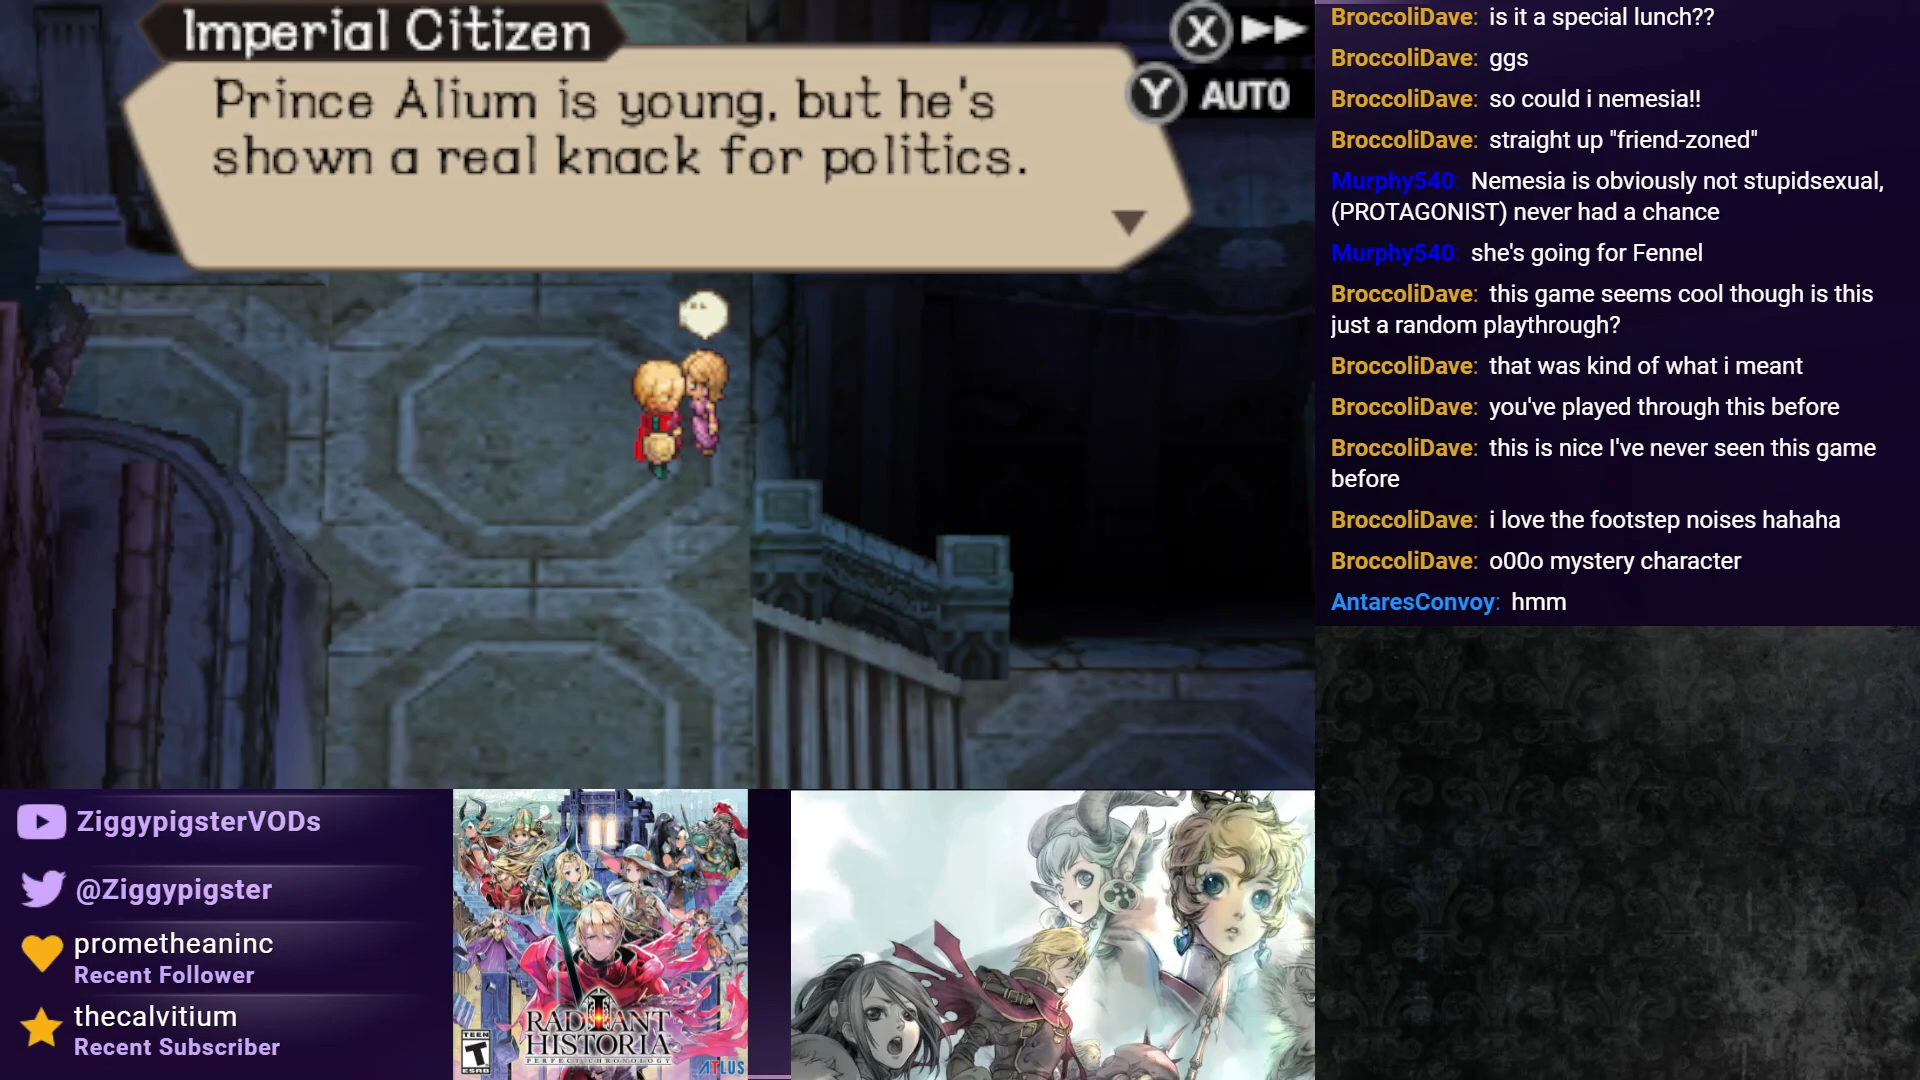 Imperial Citizen
Prince Alium is young, but he's
shown a real knack for politics.
X
Y AUTO
BroccoliDave: is it a special lunch??
BroccoliDave: ggs
BroccoliDave: so could i nemesia!!
BroccoliDave: straight up "friend-zoned"
Murphy540: Nemesia is obviously not stupidsexual,
(PROTAGONIST) never had a chance
Murphy540: she's going for Fennel
BroccoliDave: this game seems cool though is this
just a random playthrough?
BroccoliDave: that was kind of what i meant
BroccoliDave: you've played through this before
BroccoliDave: this is nice I've never seen this game
before
BroccoliDave: i love the footstep noises hahaha
BroccoliDave: o00o mystery character
AntaresConvoy: hmm
ZiggypigsterVODs
@Ziggypigster
prometheaninc
Recent Follower
thecalvitium
Recent Subscriber
RADIANT
HISTORIA
PERFECT CHRONOLOGY
TEEN
T
ESRB
ATLUS